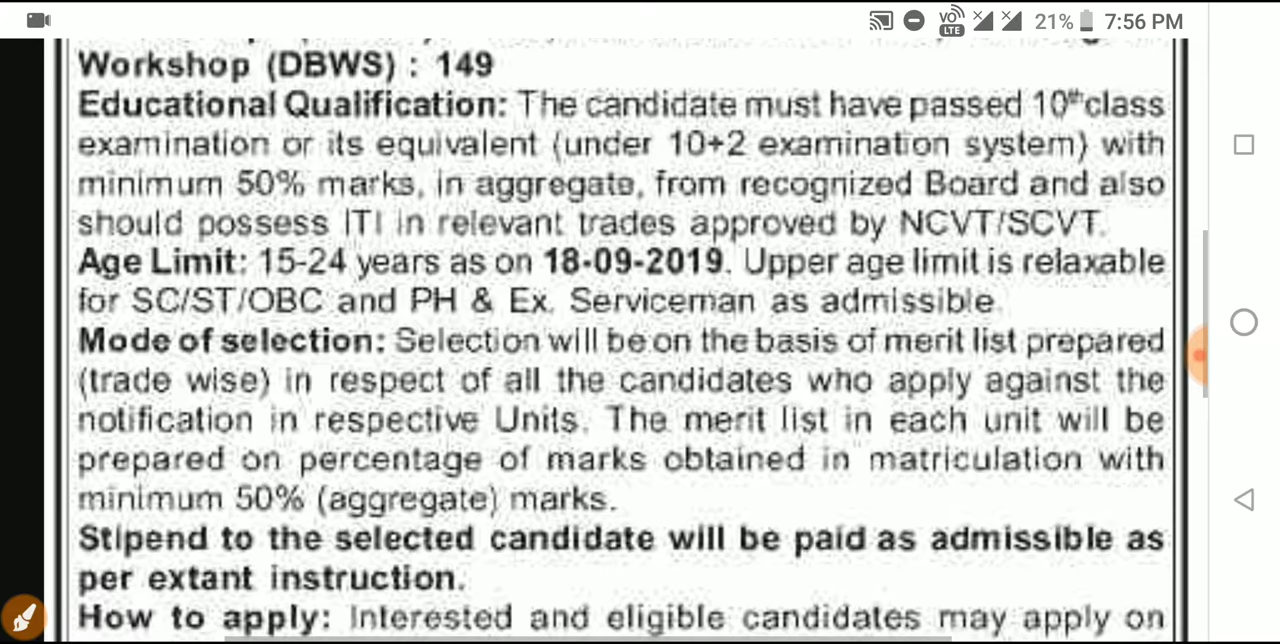 21% 7:56 PM
VO LTE
Workshop (DBWS) : 149
Educational Qualification: The candidate must have passed 10th class
examination or its equivalent (under 10+2 examination system) with
minimum 50% marks, in aggregate, from recognized Board and also
should possess ITI in relevant trades approved by NCVT/SCVT.
Age Limit: 15-24 years as on 18-09-2019. Upper age limit is relaxable
for SC/ST/OBC and PH & Ex. Serviceman as admissible.
Mode of selection: Selection will be on the basis of merit list prepared
(trade wise) in respect of all the candidates who apply against the
notification in respective Units. The merit list in each unit will be
prepared on percentage of marks obtained in matriculation with
minimum 50% (aggregate) marks.
Stipend to the selected candidate will be paid as admissible as
per extant instruction.
How to apply: Interested and eligible candidates may apply on